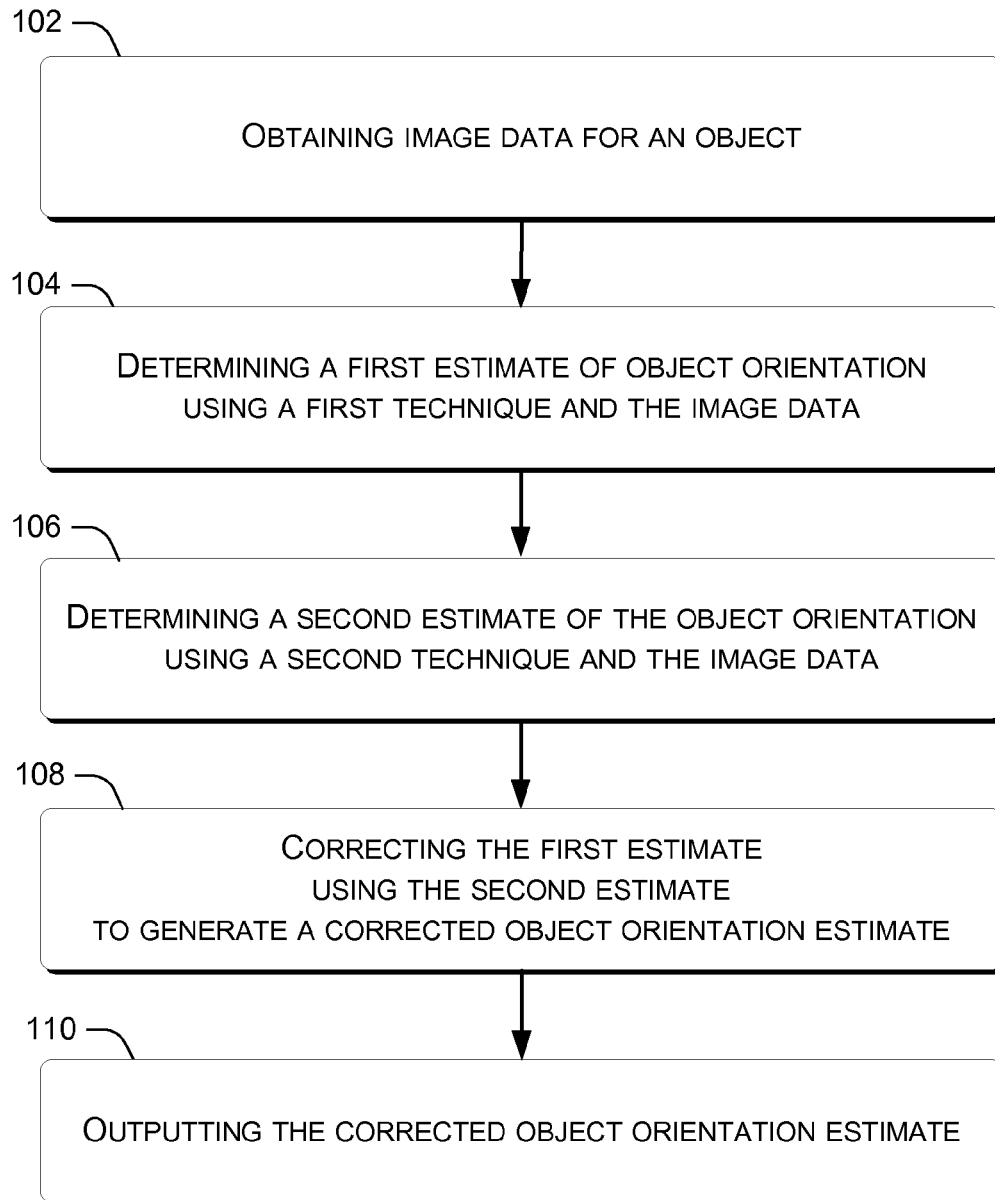 102
OBTAINING IMAGE DATA FOR AN OBJECT
104
DETERMINING A FIRST ESTIMATE OF OBJECT ORIENTATION
USING A FIRST TECHNIQUE AND THE IMAGE DATA
106
DETERMINING A SECOND ESTIMATE OF THE OBJECT ORIENTATION
USING A SECOND TECHNIQUE AND THE IMAGE DATA
108
CORRECTING THE FIRST ESTIMATE
USING THE SECOND ESTIMATE
TO GENERATE A CORRECTED OBJECT ORIENTATION ESTIMATE
110
OUTPUTTING THE CORRECTED OBJECT ORIENTATION ESTIMATE